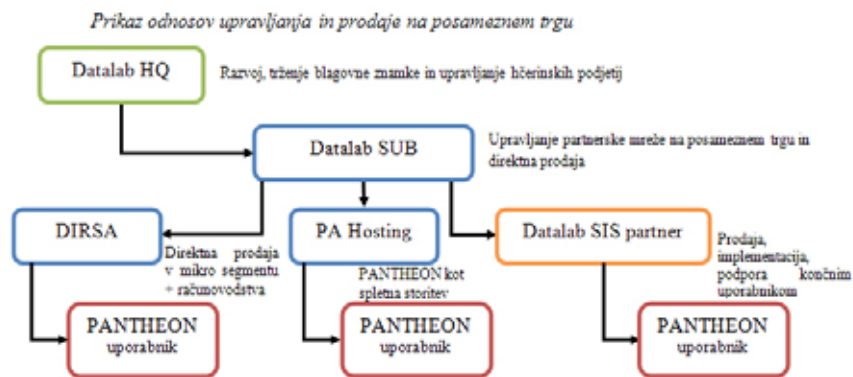 Prikaz odnosov upravljanja in prodaje na posameznem trgu
Datalab HQ
Razvoj, trženje blagovne znamke in upravljanje hčerinskih podjetij
Datalab SUB
Upravljanje partnerske mreže na posameznem trgu in
direktna prodaja
DIRSA
Direktna prodaja
v mikro segmentu
+ računovodstva
PA Hosting
PANTHEON kot
spletna storitev
Datalab SIS partner
Prodaja,
implementacija,
podpora končnim
uporabnikom
PANTHEON
uporabnik
PANTHEON
uporabnik
PANTHEON
uporabnik